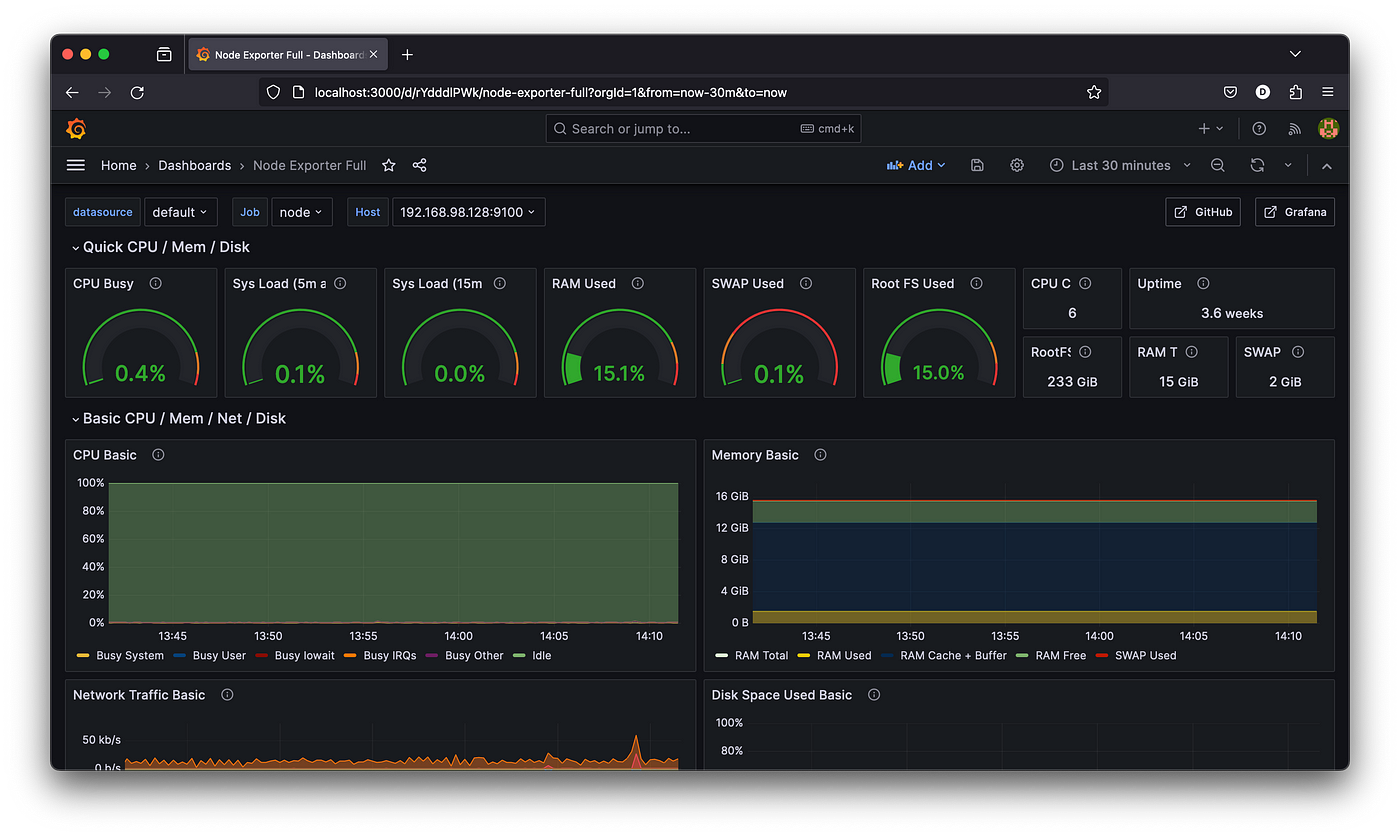 Node Exporter Full - Dashboard
localhost:3000/d/rYdddlPWk/node-exporter-full?orgId=1&from=now-30m&to=now
D
Search or jump to... cmd+k
Home › Dashboards › Node Exporter Full Add Last 30 minutes
datasource default Job node Host 192.168.98.128:9100 GitHub Grafana
Quick CPU / Mem / Disk
CPU Busy Sys Load (5m a Sys Load (15m RAM Used SWAP Used Root FS Used CPU C Uptime
6 3.6 weeks
RootFS RAM T SWAP
0.4% 0.1% 0.0% 15.1% 0.1% 15.0% 233 GiB 15 GiB 2 GiB
Basic CPU / Mem / Net / Disk
CPU Basic
100%
80%
60%
40%
20%
0%
13:45 13:50 13:55 14:00 14:05 14:10
Busy System Busy User Busy Iowait Busy IRQs Busy Other Idle
Memory Basic
16 GiB
12 GiB
8 GiB
4 GiB
0 B
13:45 13:50 13:55 14:00 14:05 14:10
RAM Total RAM Used RAM Cache + Buffer RAM Free SWAP Used
Network Traffic Basic
50 kb/s
0 b/s
Disk Space Used Basic
100%
80%